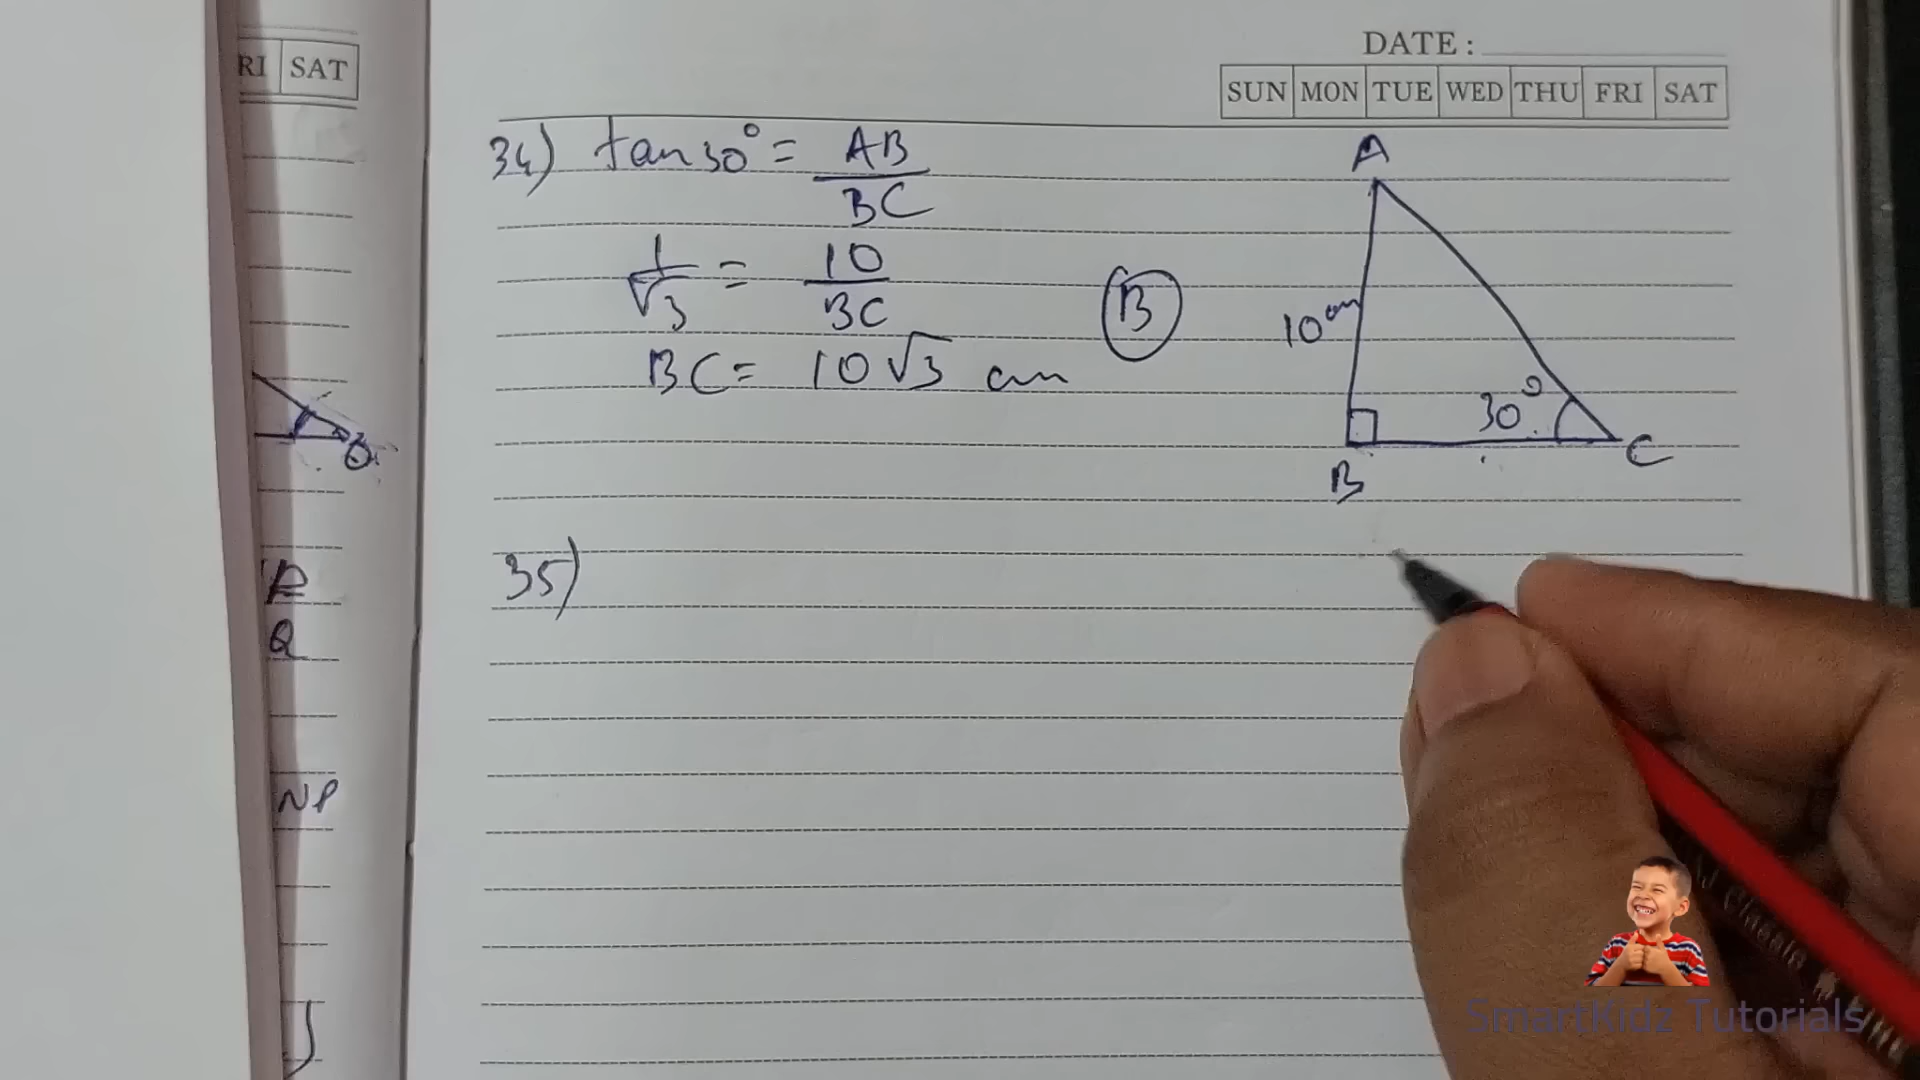 RI SAT
R
Q
NP
DATE :
SUN MON TUE WED THU FRI SAT
34) tan 30° = AB
BC
1 = 10
√3 BC
BC = 10√3 cm
B
A
10 cm
30°
B
C
35)
SmartKidz Tutorials